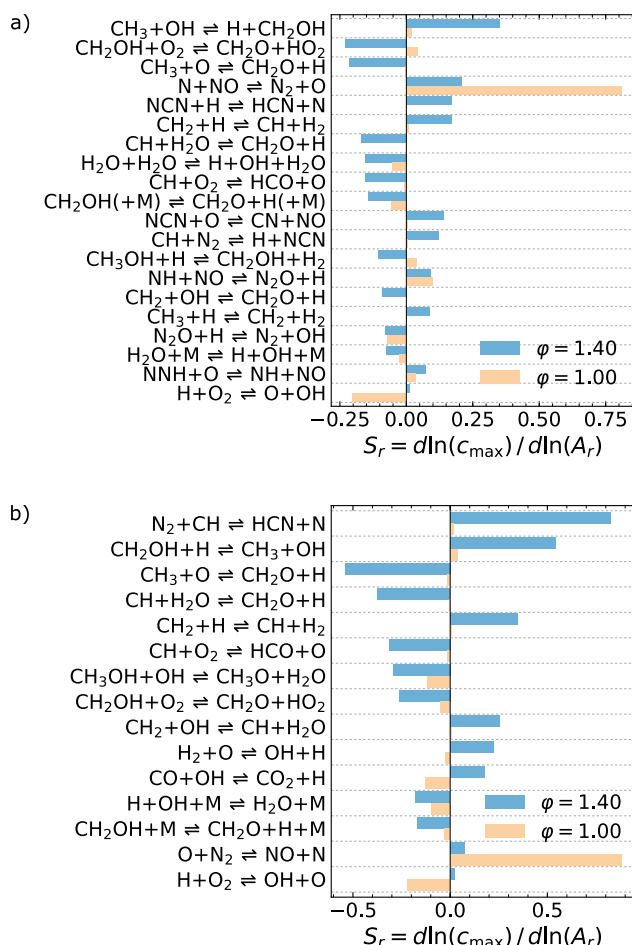 a)
CH₃+OH ⇌ H+CH₂OH
CH₂OH+O₂ ⇌ CH₂O+HO₂
CH₃+O ⇌ CH₂O+H
N+NO ⇌ N₂+O
NCN+H ⇌ HCN+N
CH₂+H ⇌ CH+H₂
CH+H₂O ⇌ CH₂O+H
H₂O+H₂O ⇌ H+OH+H₂O
CH+O₂ ⇌ HCO+O
CH₂OH(+M) ⇌ CH₂O+H(+M)
NCN+O ⇌ CN+NO
CH+N₂ ⇌ H+NCN
CH₃OH+H ⇌ CH₂OH+H₂
NH+NO ⇌ N₂O+H
CH₂+OH ⇌ CH₂O+H
CH₃+H ⇌ CH₂+H₂
N₂O+H ⇌ N₂+OH
H₂O+M ⇌ H+OH+M
NNH+O ⇌ NH+NO
H+O₂ ⇌ O+OH
φ = 1.40
φ = 1.00
−0.25 0.00 0.25 0.50 0.75
Sᵣ = dln(c_max) / dln(Aᵣ)
b)
N₂+CH ⇌ HCN+N
CH₂OH+H ⇌ CH₃+OH
CH₃+O ⇌ CH₂O+H
CH+H₂O ⇌ CH₂O+H
CH₂+H ⇌ CH+H₂
CH+O₂ ⇌ HCO+O
CH₃OH+OH ⇌ CH₃O+H₂O
CH₂OH+O₂ ⇌ CH₂O+HO₂
CH₂+OH ⇌ CH+H₂O
H₂+O ⇌ OH+H
CO+OH ⇌ CO₂+H
H+OH+M ⇌ H₂O+M
CH₂OH+M ⇌ CH₂O+H+M
O+N₂ ⇌ NO+N
H+O₂ ⇌ OH+O
φ = 1.40
φ = 1.00
−0.5 0.0 0.5
Sᵣ = dln(c_max) / dln(Aᵣ)